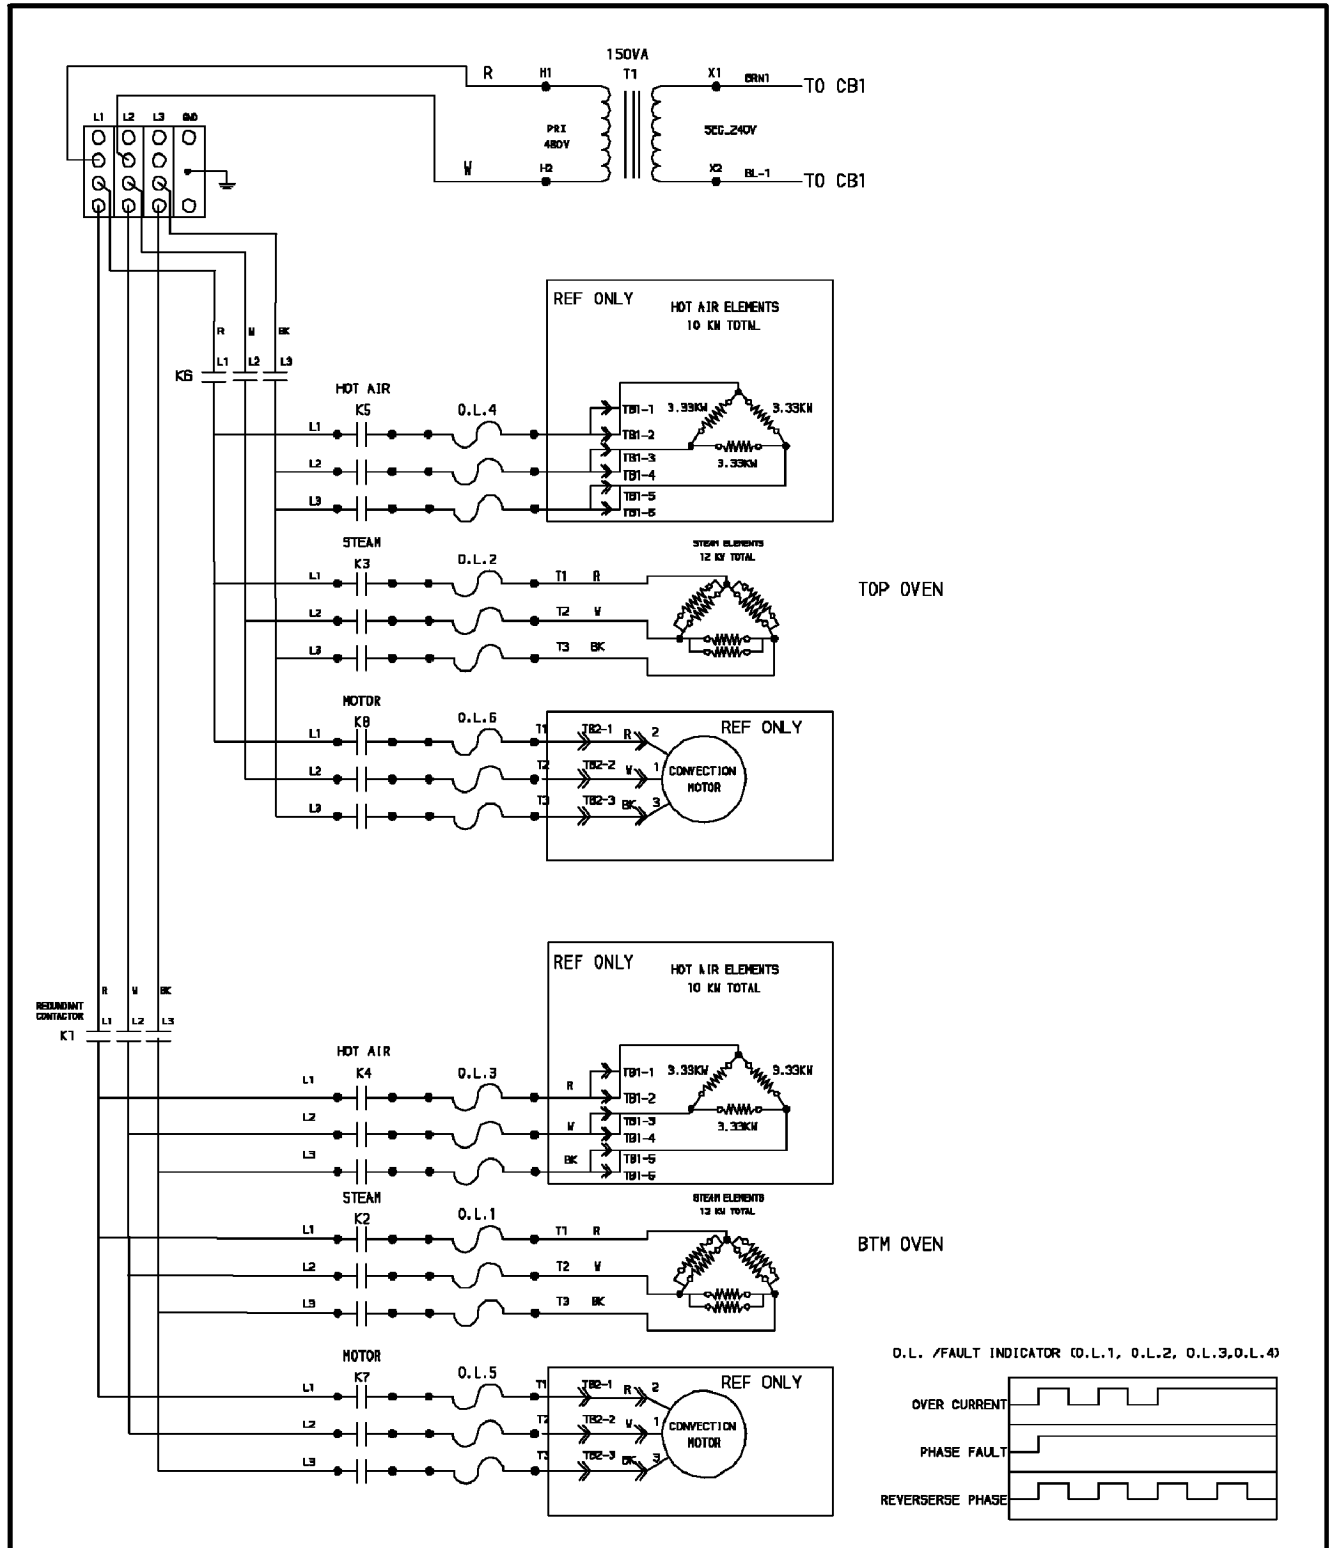 150VA
R H1 T1 X1 BRN1 TO CB1
L1 L2 L3 GND
PRI SEC_240V
480V
W H2 X2 BL-1 TO CB1
REF ONLY
HOT AIR ELEMENTS
10 KW TOTAL
R W BK
L1 L2 L3
K6
HOT AIR
K5 O.L.4
TB1-1 3.33KW 3.33KW
L1 TB1-2
TB1-3 3.33KW
L2 TB1-4
TB1-5
L3 TB1-6
STEAM STEAM ELEMENTS
12 KW TOTAL
K3 O.L.2
L1 T1 R
TOP OVEN
L2 T2 W
L3 T3 BK
MOTOR
K8 O.L.6 REF ONLY
L1 T1 TB2-1 R 2
L2 T2 TB2-2 W 1 CONVECTION
MOTOR
L3 T3 TB2-3 BK 3
REF ONLY
HOT AIR ELEMENTS
10 KW TOTAL
R W BK
REDUNDANT
CONTACTOR
L1 L2 L3
K1
HOT AIR
K4 O.L.3
TB1-1 3.33KW 3.33KW
L1 R TB1-2
L2 TB1-3
W TB1-4 3.33KW
L3 BK TB1-5
TB1-6
STEAM STEAM ELEMENTS
12 KW TOTAL
K2 O.L.1
L1 T1 R
BTM OVEN
L2 T2 W
L3 T3 BK
MOTOR
K7 O.L.5 REF ONLY
L1 T1 TB2-1 R 2
L2 T2 TB2-2 W 1 CONVECTION
MOTOR
L3 T3 TB2-3 BK 3
O.L. /FAULT INDICATOR (O.L.1, O.L.2, O.L.3,O.L.4)
OVER CURRENT
PHASE FAULT
REVERSERSE PHASE